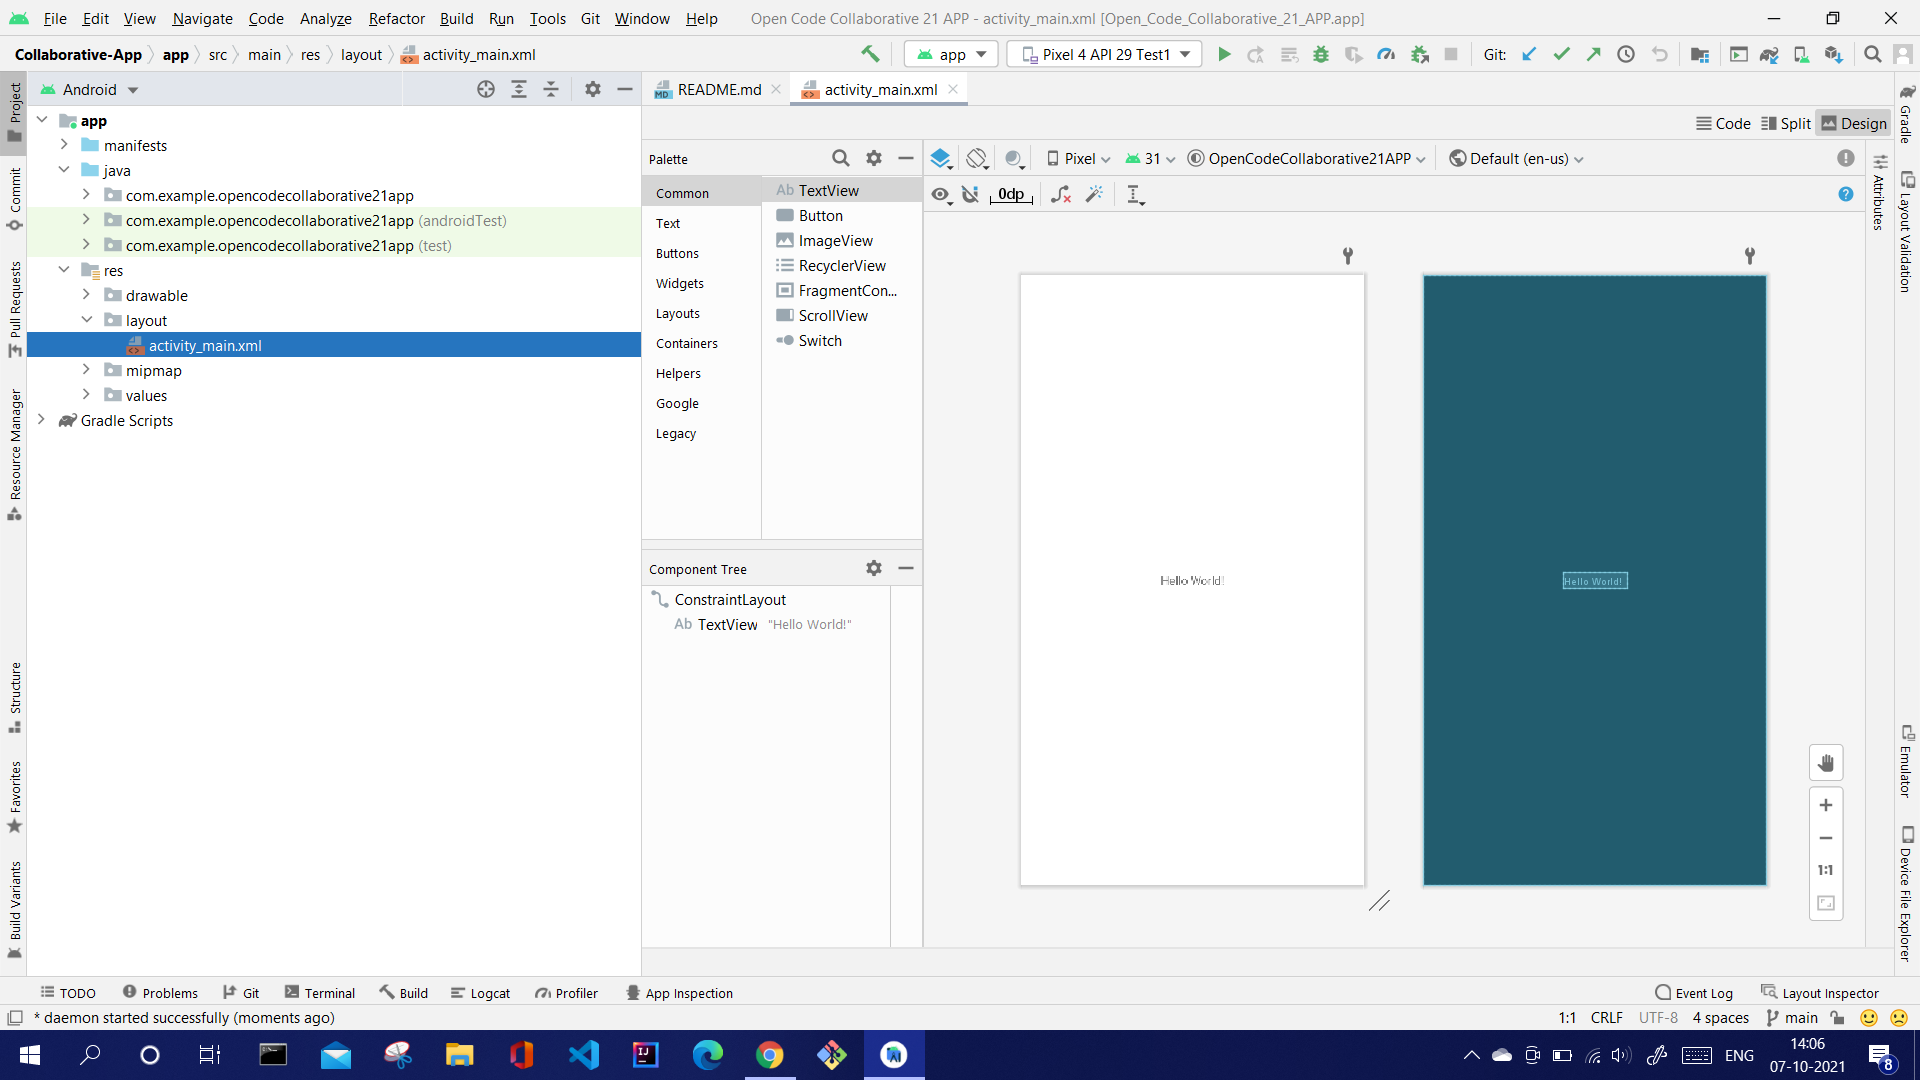 File Edit View Navigate Code Analyze Refactor Build Run Tools Git Window Help Open Code Collaborative 21 APP - activity_main.xml [Open_Code_Collaborative_21_APP.app]
Collaborative-App app src main res layout activity_main.xml app Pixel 4 API 29 Test1 Git:
Android README.md activity_main.xml
Code Split Design
Project
Commit
Pull Requests
Resource Manager
Structure
Favorites
Build Variants
app
manifests
java
com.example.opencodecollaborative21app
com.example.opencodecollaborative21app (androidTest)
com.example.opencodecollaborative21app (test)
res
drawable
layout
activity_main.xml
mipmap
values
Gradle Scripts
Palette
Common
Text
Buttons
Widgets
Layouts
Containers
Helpers
Google
Legacy
Ab TextView
Button
ImageView
RecyclerView
FragmentCon...
ScrollView
Switch
Component Tree
ConstraintLayout
Ab TextView "Hello World!"
Pixel 31 OpenCodeCollaborative21APP Default (en-us)
0dp
Hello World!
Hello World!
1:1
Attributes
Gradle
Layout Validation
Emulator
Device File Explorer
TODO Problems Git Terminal Build Logcat Profiler App Inspection Event Log Layout Inspector
* daemon started successfully (moments ago) 1:1 CRLF UTF-8 4 spaces main
ENG
14:06
07-10-2021
8